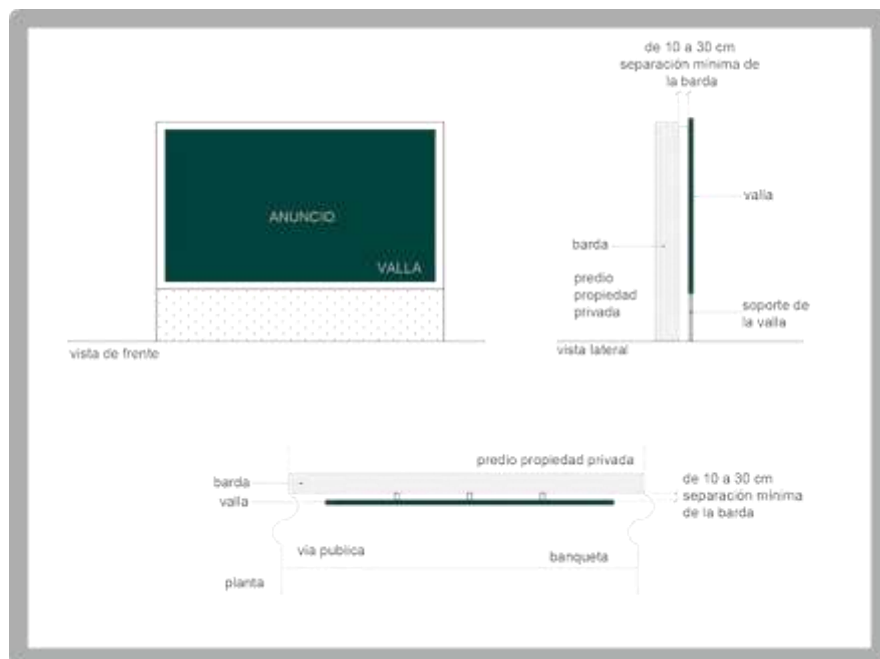 de 10 a 30 cm
separación mínima de
la barda
ANUNCIO
VALLA
valla
barda
predio
propiedad
privada
soporte de
la valla
vista de frente
vista lateral
predio propiedad privada
barda
valla
de 10 a 30 cm
separación mínima
de la barda
via publica
banqueta
planta